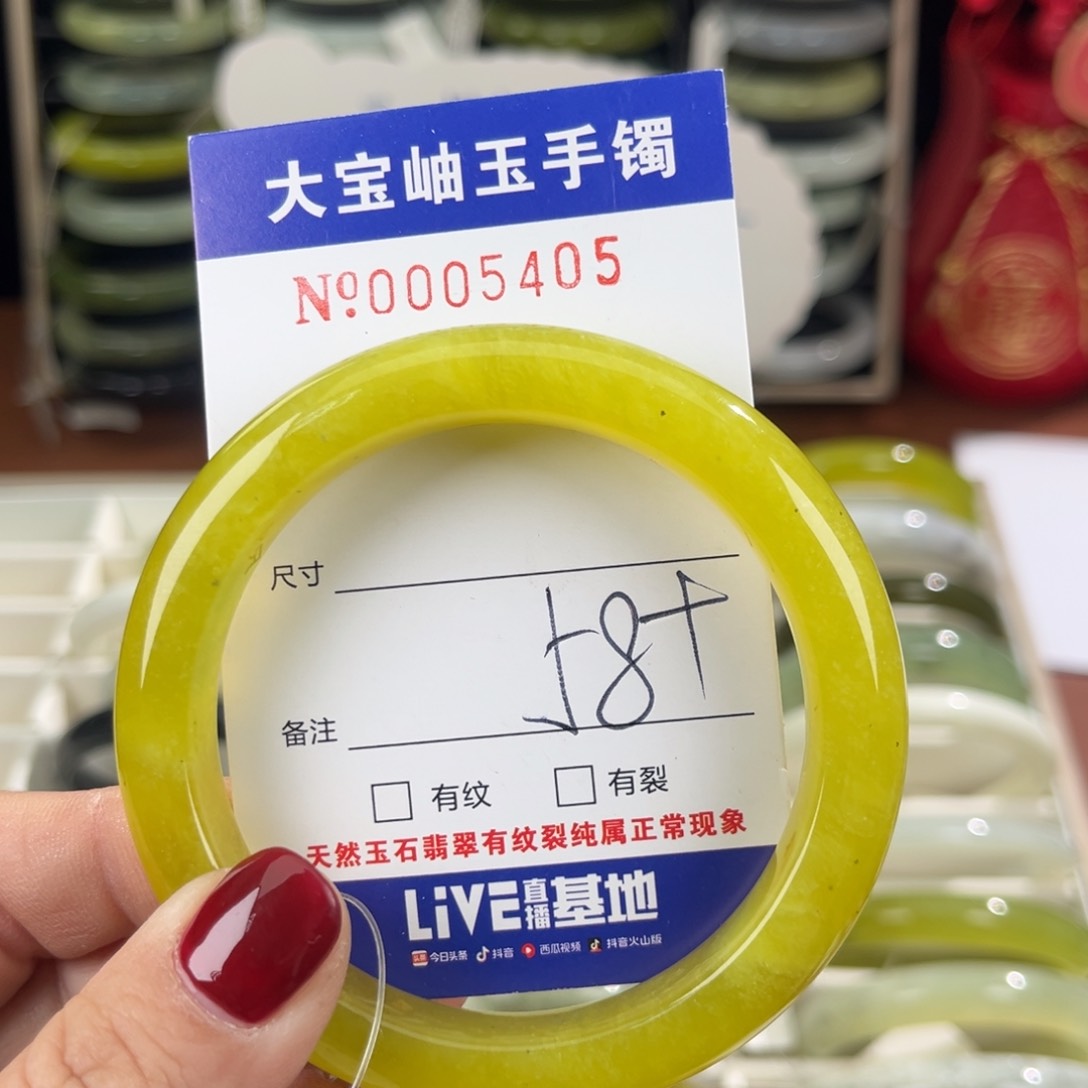 大宝岫玉手镯
№:0005405
尺寸
58
备注
有纹 有裂
天然玉石翡翠有纹裂纯属正常现象
LiVE直播基地
今日头条 抖音 西瓜视频 抖音火山版